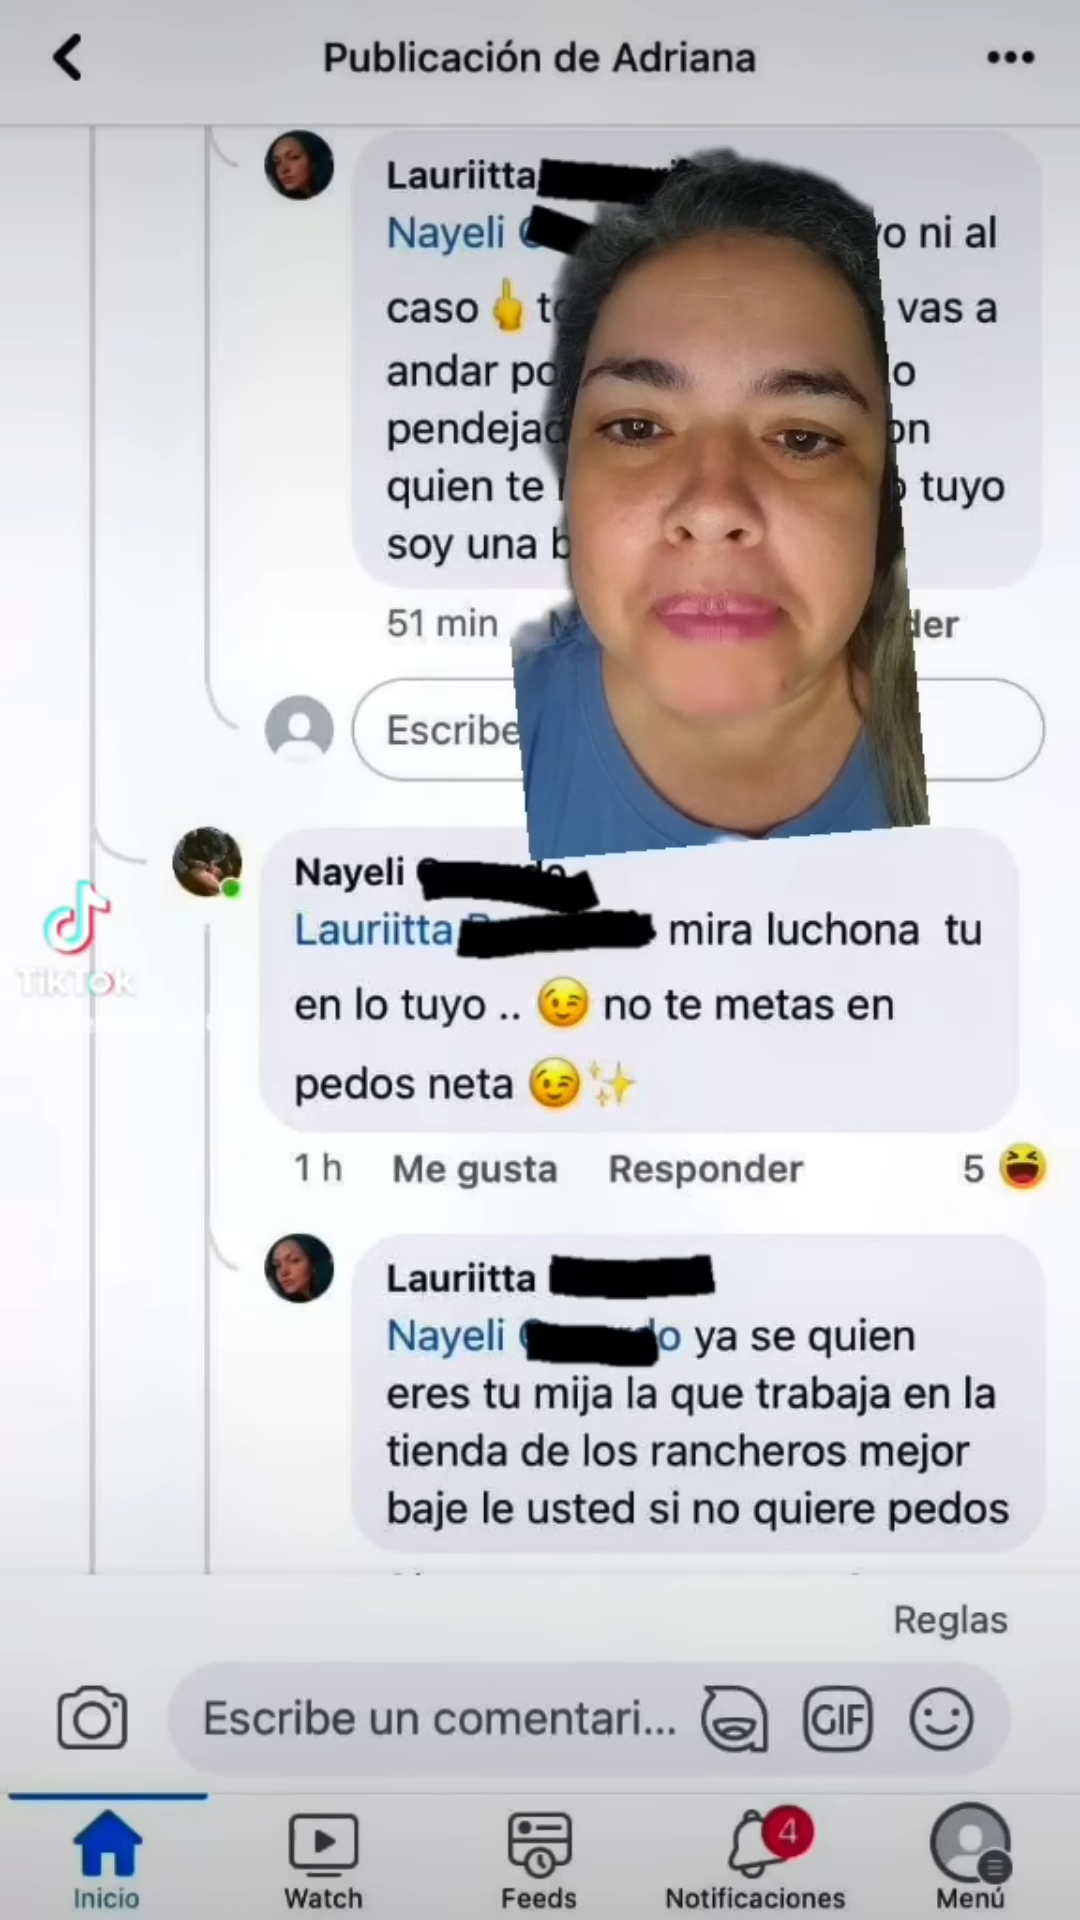 Publicación de Adriana
Lauriitta
Nayeli ni al
caso 🖕 vas a
andar
quien te tuyo
soy una
51 min
Escribe
Nayeli
Lauriitta mira luchona tu
en lo tuyo .. 😉 no te metas en
pedos neta 😉✨
1 h Me gusta Responder 5 😆
Lauriitta
Nayeli ya se quien
eres tu mija la que trabaja en la
tienda de los rancheros mejor
baje le usted si no quiere pedos
TikTok
Reglas
Escribe un comentari... GIF
Inicio Watch Feeds Notificaciones 4 Menú